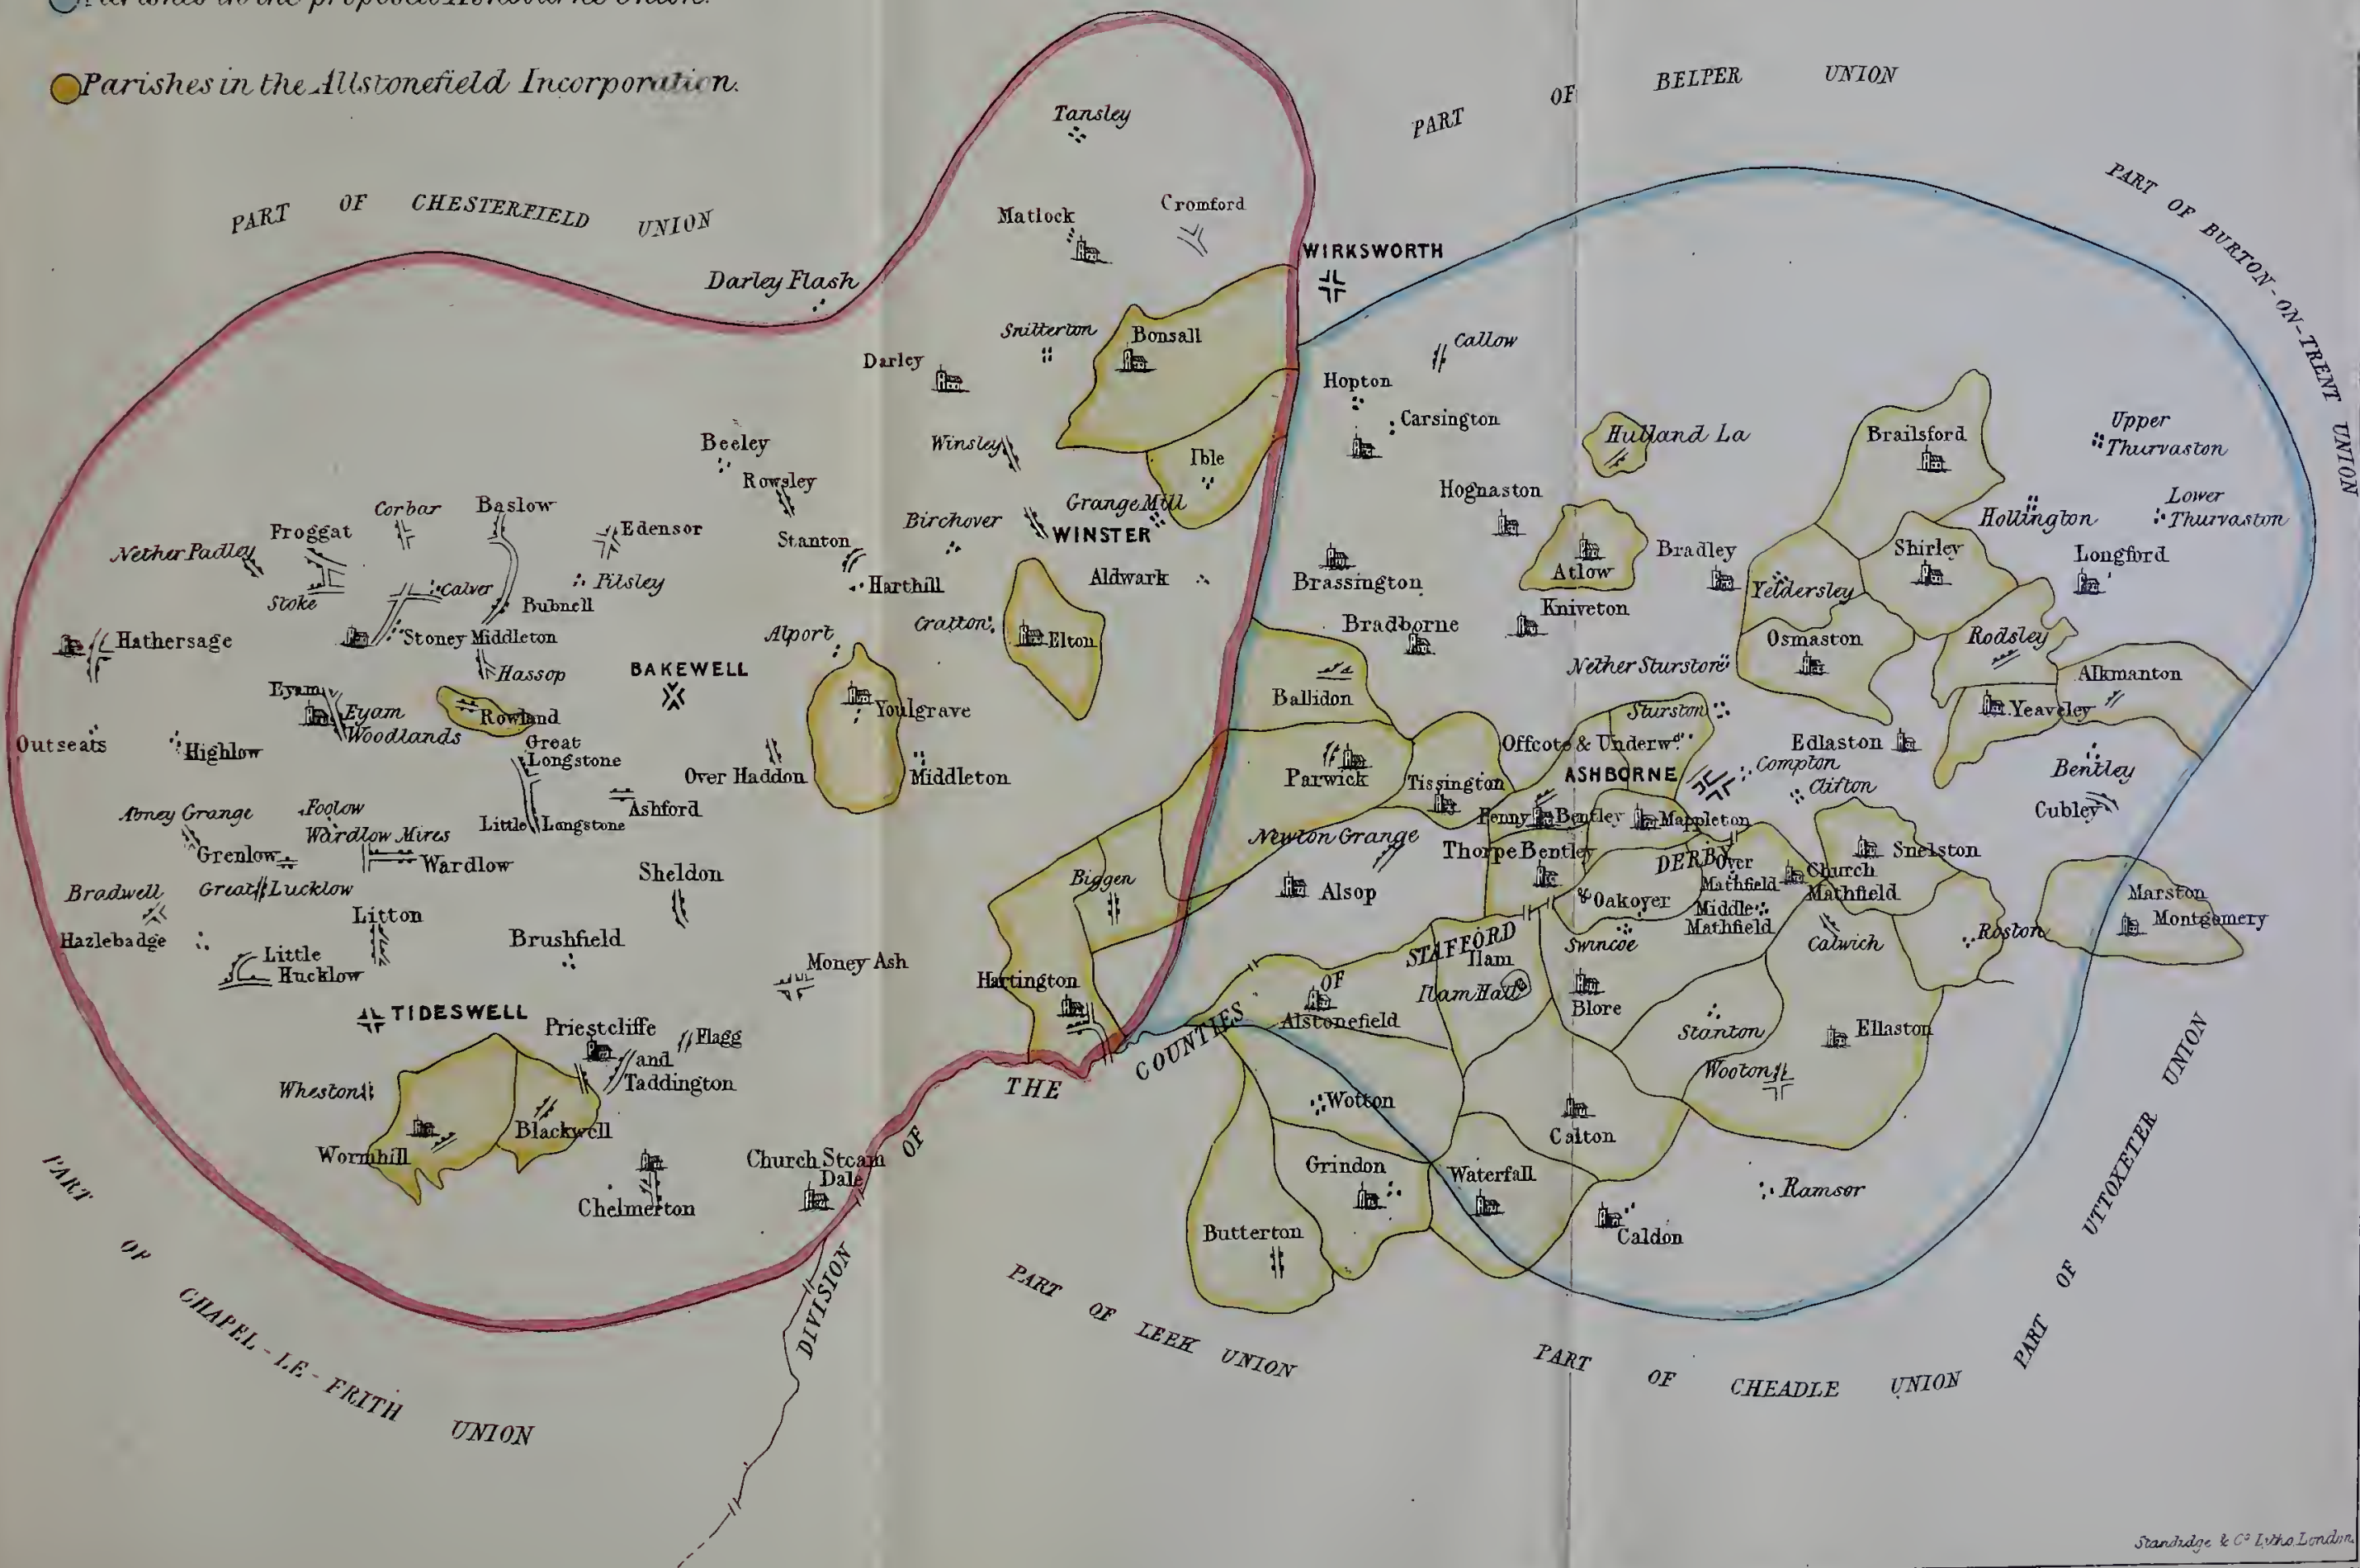 Parishes in the proposed Ashbourne Union.
Parishes in the Allstonefield Incorporation.
PART OF CHESTERFIELD UNION
PART OF BELPER UNION
PART OF BURTON-ON-TRENT UNION
Tansley
Matlock
Cromford
WIRKSWORTH
Darley Flash
Snitterton
Bonsall
Darley
Callow
Hopton
Carsington
Hulland La
Brailsford
Upper
Thurvaston
Beeley
Winsley
Ible
Rowsley
Grange Mill
Hognaston
Lower
Thurvaston
Hollington
Corbar
Baslow
Froggat
Edensor
Birchover
WINSTER
Stanton
Nether Padley
Bradley
Shirley
Longford
Atlow
Brassington
Aldwark
Harthill
Pilsley
Calver
Stoke
Bubnell
Yeldersley
Kniveton
Bradborne
Cratton
Alport
Elton
Hathersage
Stoney Middleton
Osmaston
Rodsley
Nether Sturston
BAKEWELL
Hassop
Alkmanton
Eyam
Eyam
Woodlands
Rowland
Youlgrave
Ballidon
Sturston
Yeaveley
Outseats
Highlow
Great
Longstone
Over Haddon
Middleton
Parwick
Tissington
Offcote & Underwd.
ASHBORNE
Compton
Clifton
Edlaston
Bentley
Cubley
Abney Grange
Foolow
Wardlow Mires
Little Longstone
Ashford
Newton Grange
Fenny Bentley
Mappleton
Grenlow
Wardlow
Thorpe Bentley
DERBY
Over
Mathfield
Church
Mathfield
Snelston
Bradwell
Great Lucklow
Sheldon
Biggen
Alsop
Oakover
Middle
Mathfield
Marston
Montgomery
Litton
Hazlebadge
Brushfield
Little
Hucklow
Money Ash
Hartington
STAFFORD
Ilam
Ilam Hall
Swincoe
Calwich
Roston
OF
Alstonefield
Blore
Stanton
Ellaston
TIDESWELL
Priestcliffe
and
Taddington
Flagg
Wheston
THE
COUNTIES
Wooton
Wotton
Blackwell
Wormhill
Church Steam
Dale
OF
Calton
Grindon
Waterfall
Ramsor
Chelmerton
Butterton
Caldon
DIVISION
PART OF CHAPEL-LE-FRITH UNION
PART OF LEEK UNION
PART OF CHEADLE UNION
PART OF UTTOXETER UNION
Standidge & Co. Litho. London.